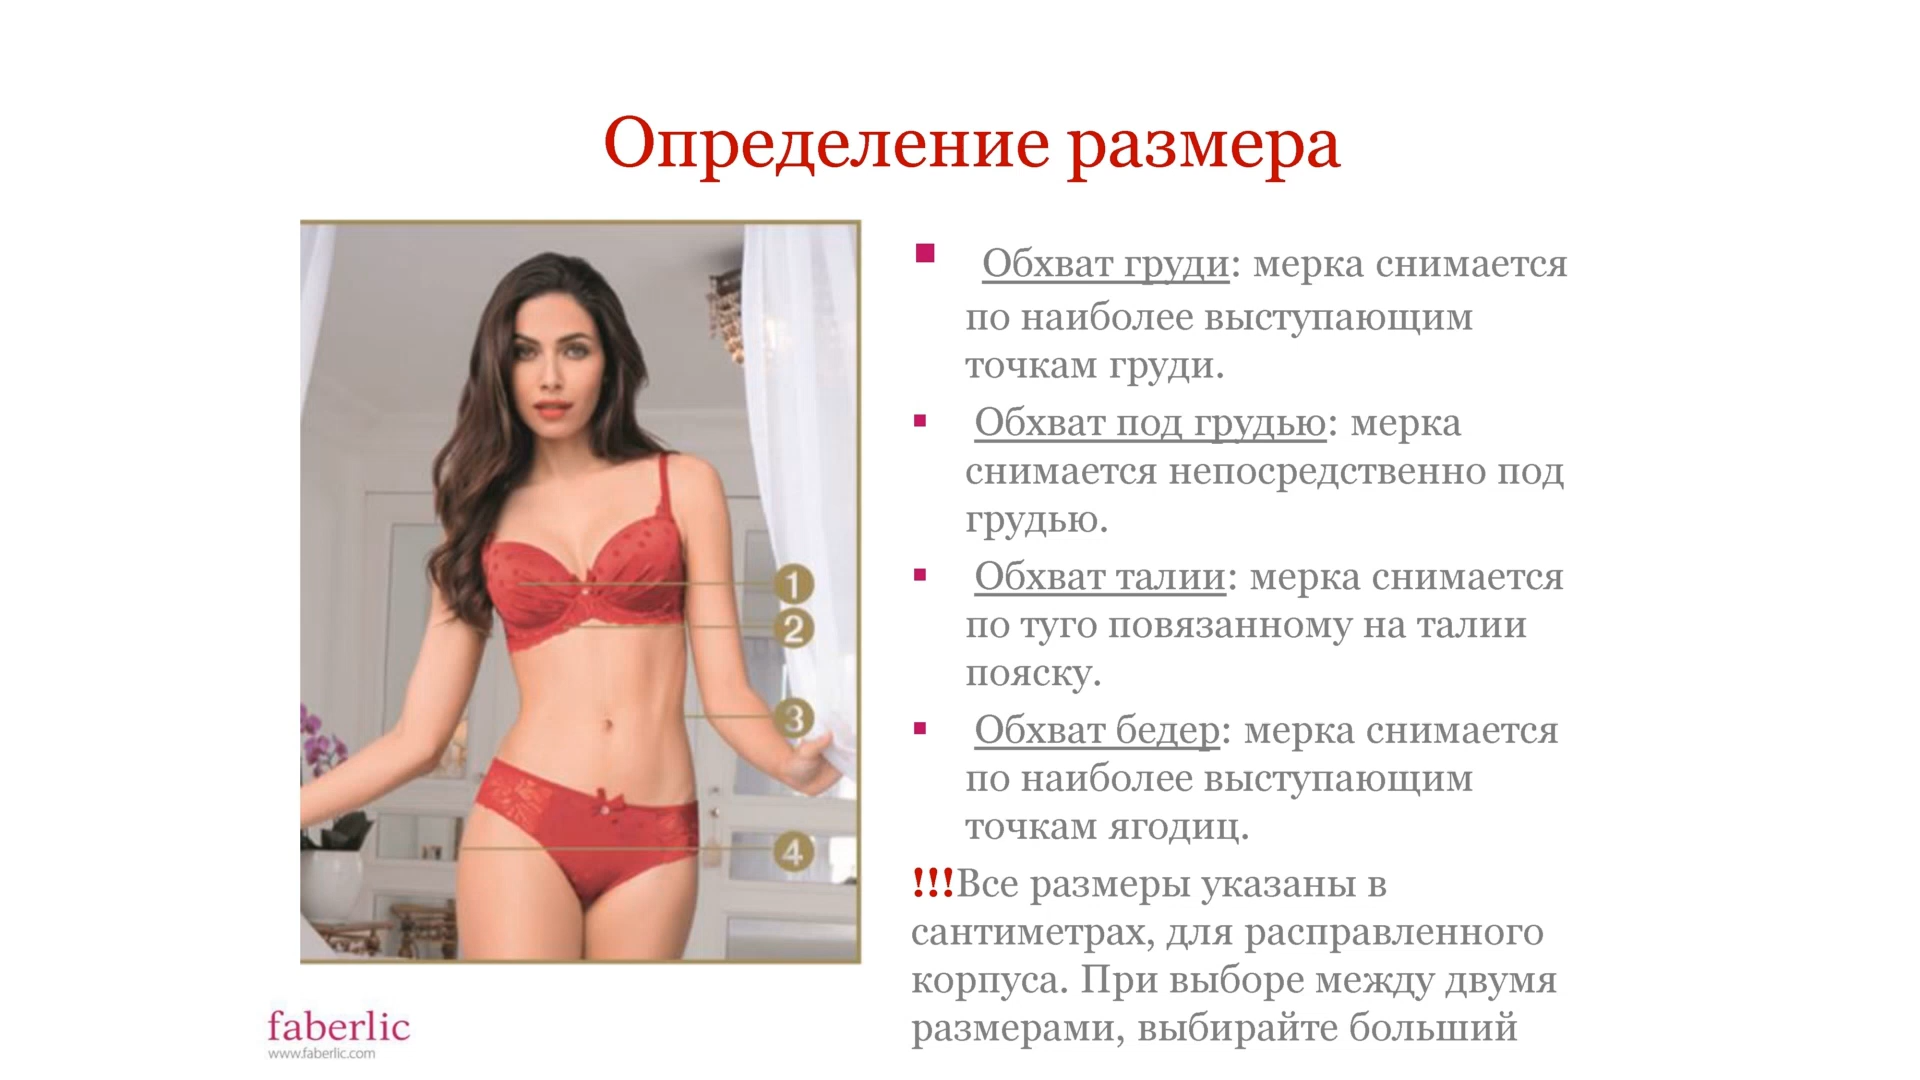 Определение размера
Обхват груди: мерка снимается
по наиболее выступающим
точкам груди.
Обхват под грудью: мерка
снимается непосредственно под
грудью.
Обхват талии: мерка снимается
по туго повязанному на талии
пояску.
Обхват бедер: мерка снимается
по наиболее выступающим
точкам ягодиц.
!!!Все размеры указаны в
сантиметрах, для расправленного
корпуса. При выборе между двумя
размерами, выбирайте больший
1
2
3
4
faberlic
www.faberlic.com